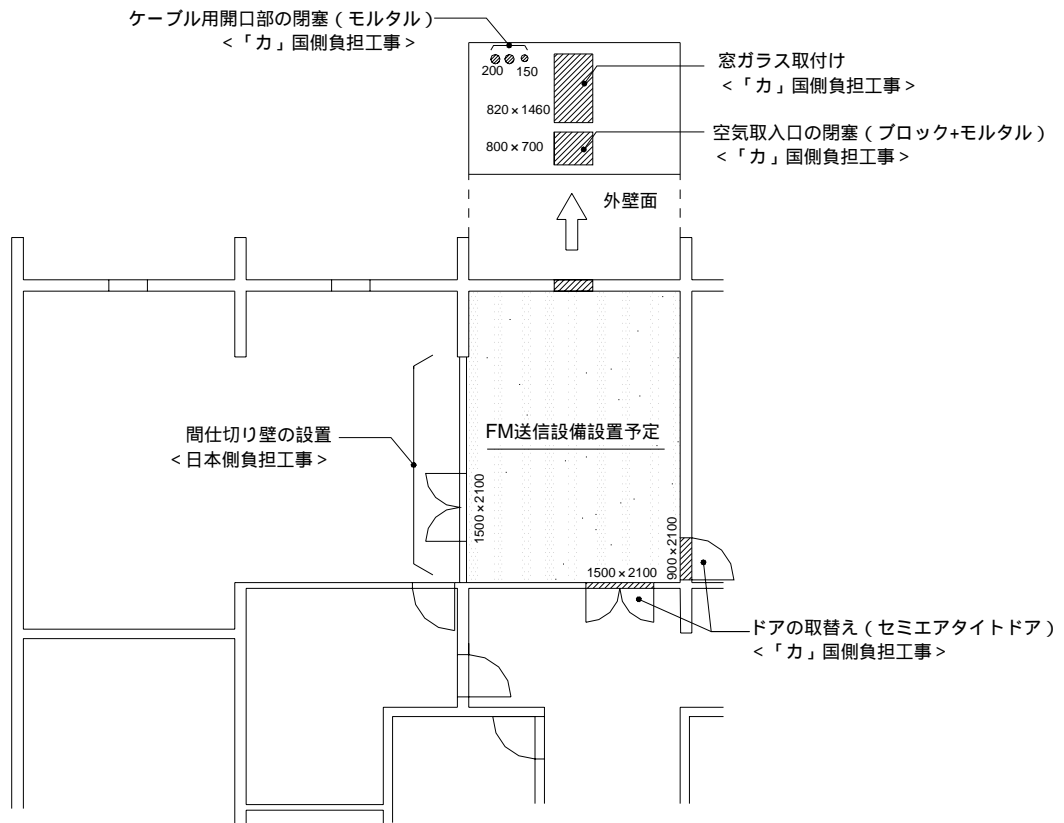 ケーブル用開口部の閉塞（モルタル）
＜「カ」国側負担工事＞
200 150
窓ガラス取付け
＜「カ」国側負担工事＞
820×1460
空気取入口の閉塞（ブロック+モルタル）
＜「カ」国側負担工事＞
800×700
外壁面
間仕切り壁の設置
＜日本側負担工事＞
FM送信設備設置予定
1500×2100
900×2100
1500×2100
ドアの取替え（セミエアタイトドア）
＜「カ」国側負担工事＞